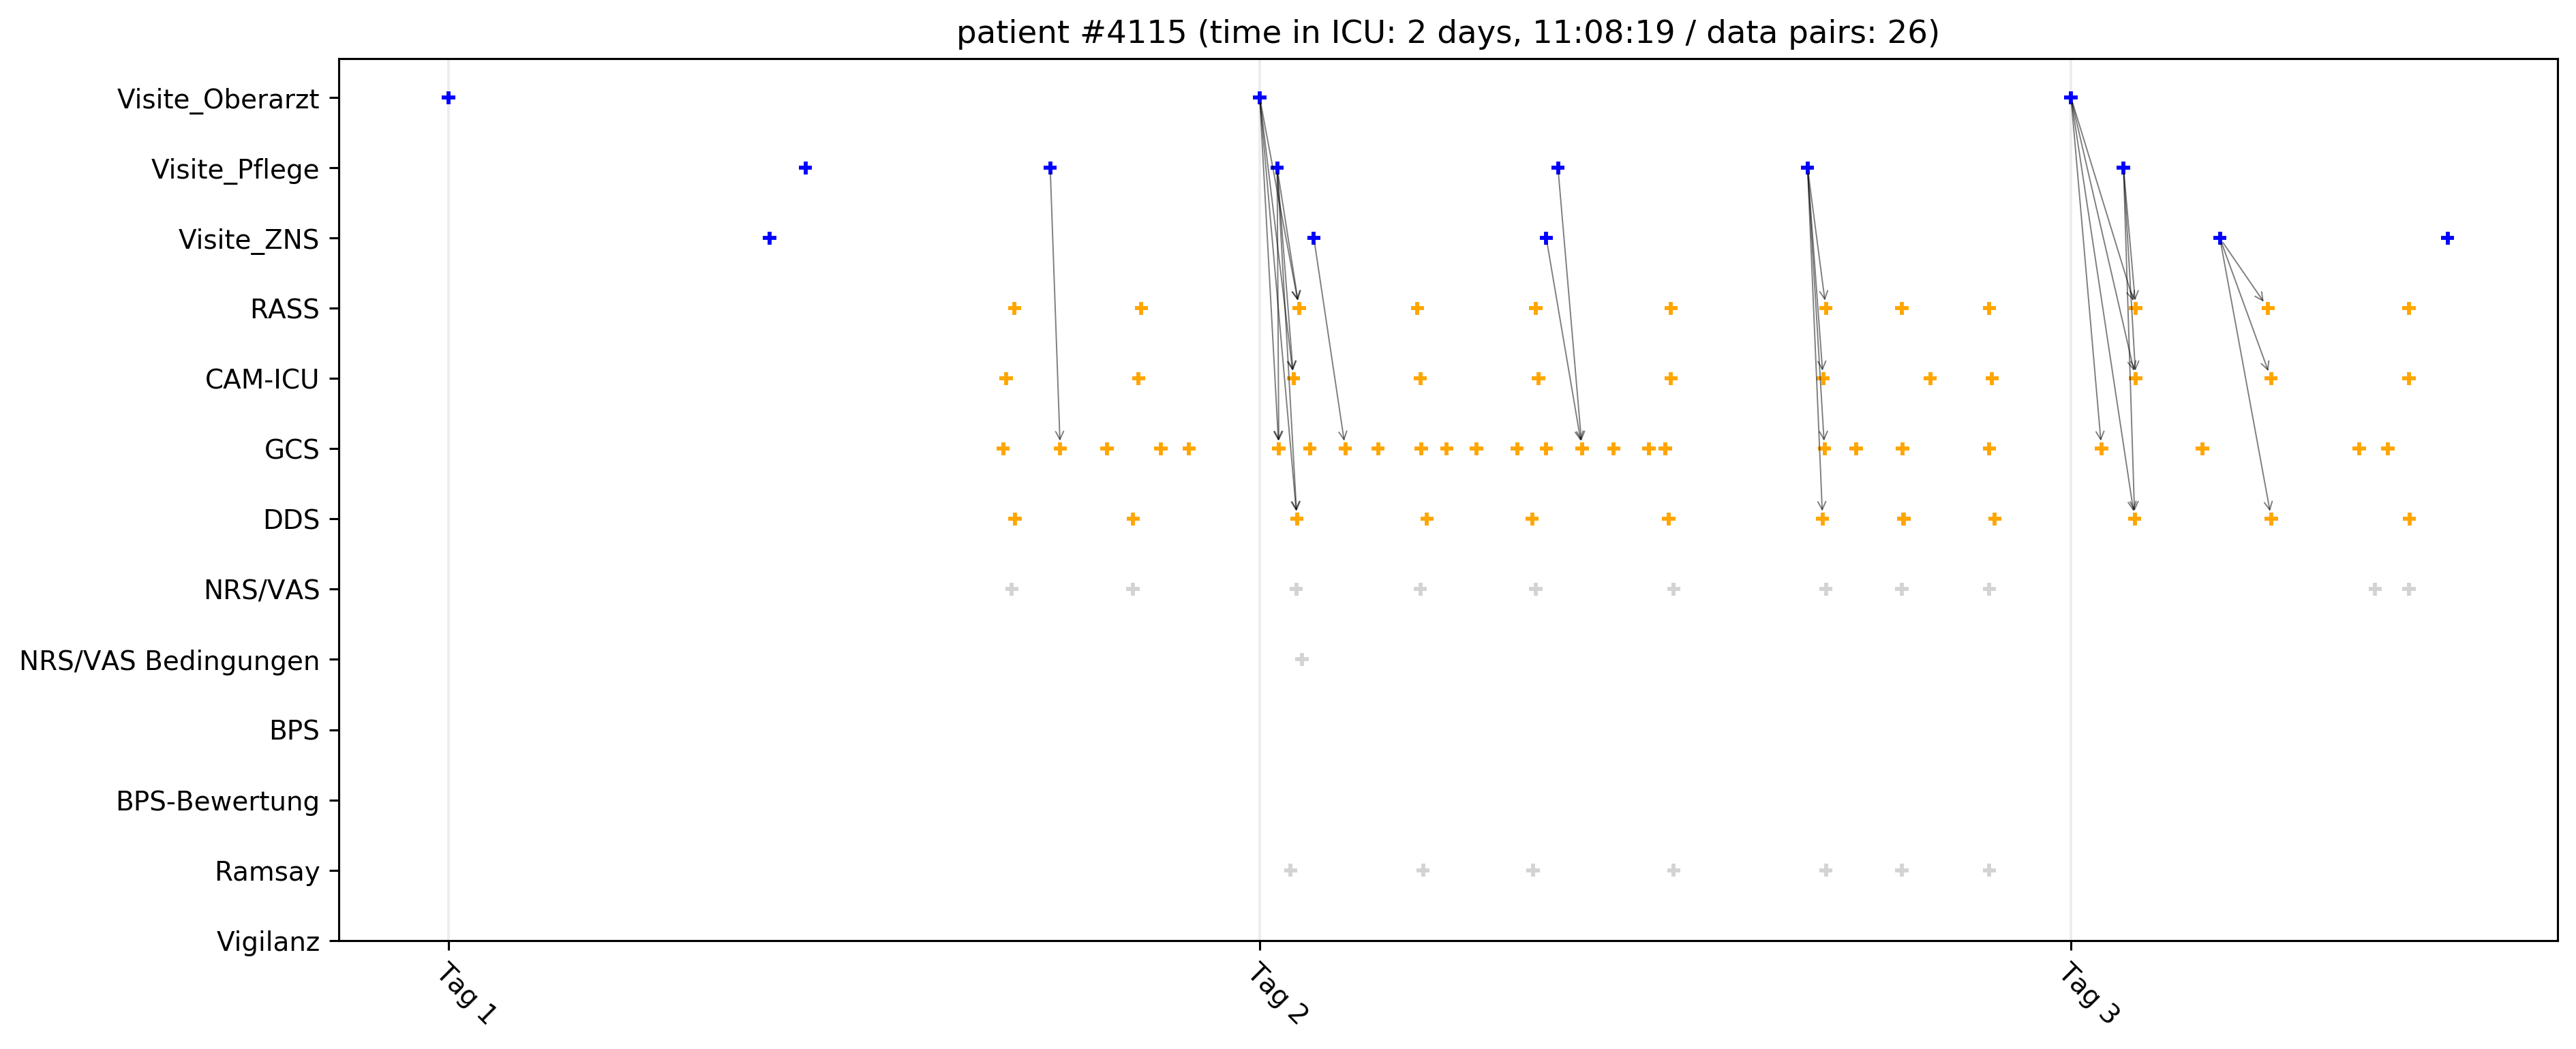 patient #4115 (time in ICU: 2 days, 11:08:19 / data pairs: 26)
Visite_Oberarzt
Visite_Pflege
Visite_ZNS
RASS
CAM-ICU
GCS
DDS
NRS/VAS
NRS/VAS Bedingungen
BPS
BPS-Bewertung
Ramsay
Vigilanz
Tag 1
Tag 2
Tag 3